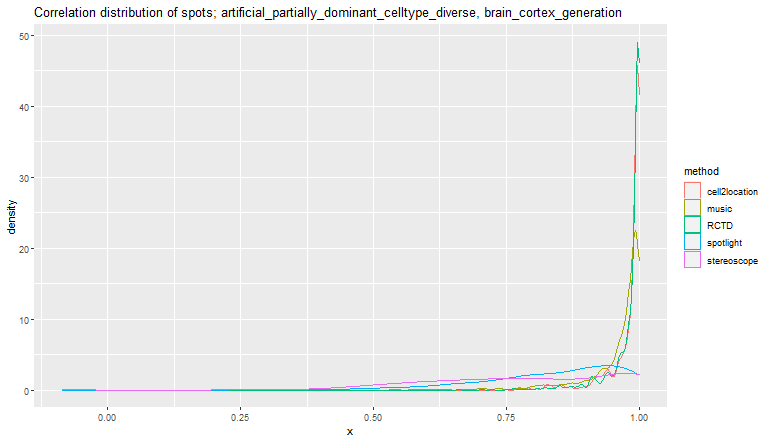 Correlation distribution of spots; artificial_partially_dominant_celltype_diverse, brain_cortex_generation
50
40
30
20
10
0
density
0.00 0.25 0.50 0.75 1.00
x
method
cell2location
music
RCTD
spotlight
stereoscope